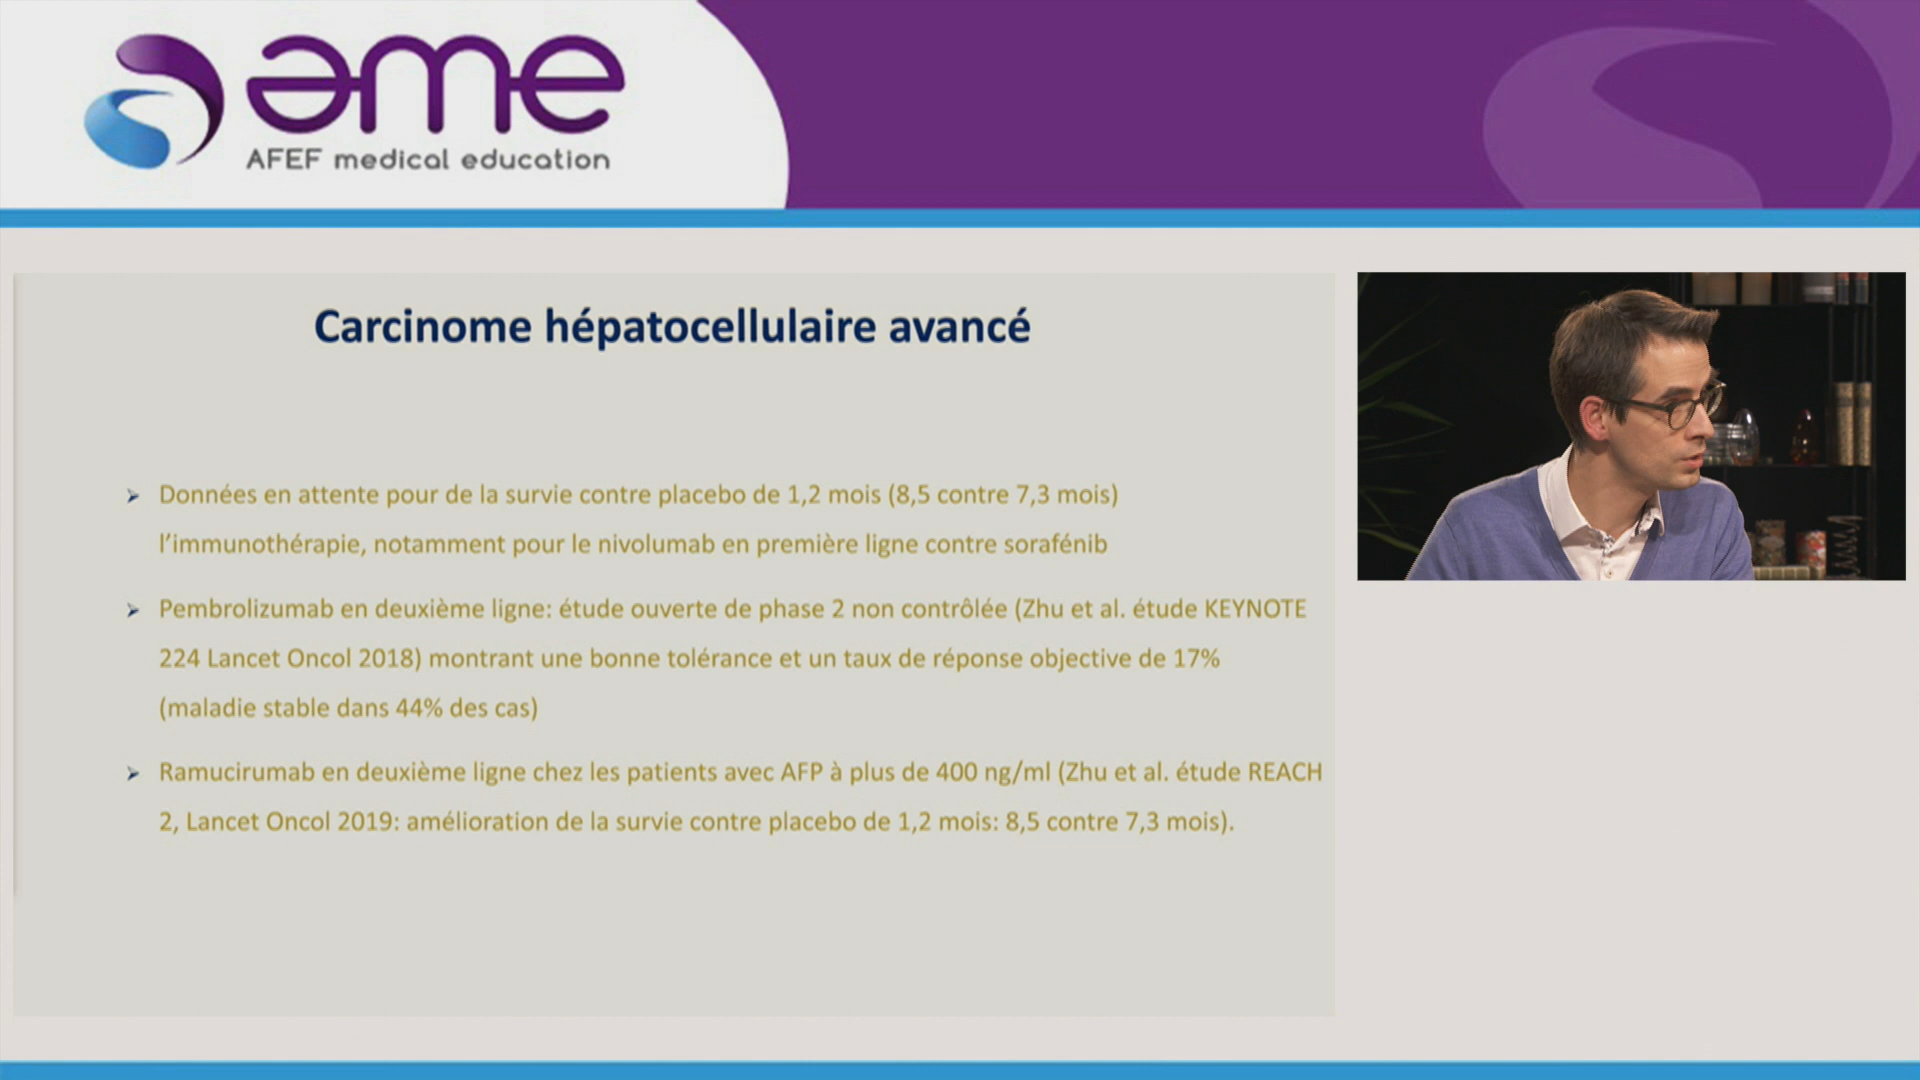 əme
AFEF medical education
Carcinome hépatocellulaire avancé
➢ Données en attente pour de la survie contre placebo de 1,2 mois (8,5 contre 7,3 mois)
l’immunothérapie, notamment pour le nivolumab en première ligne contre sorafénib
➢ Pembrolizumab en deuxième ligne: étude ouverte de phase 2 non contrôlée (Zhu et al. étude KEYNOTE
224 Lancet Oncol 2018) montrant une bonne tolérance et un taux de réponse objective de 17%
(maladie stable dans 44% des cas)
➢ Ramucirumab en deuxième ligne chez les patients avec AFP à plus de 400 ng/ml (Zhu et al. étude REACH
2, Lancet Oncol 2019: amélioration de la survie contre placebo de 1,2 mois: 8,5 contre 7,3 mois).